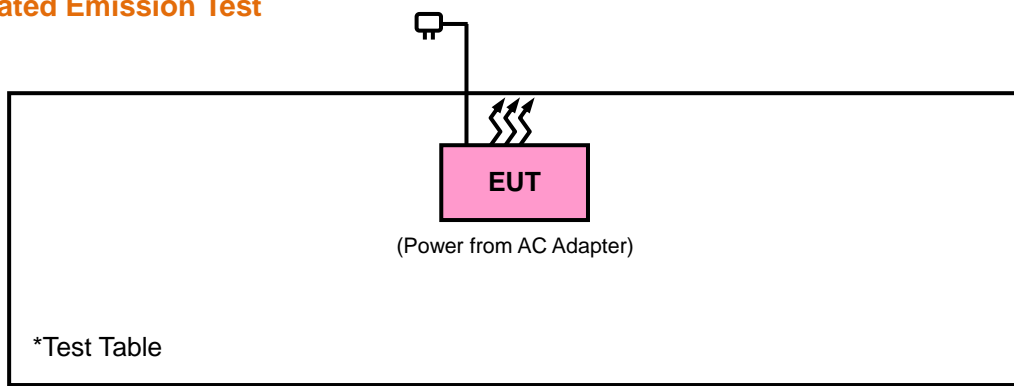 ated Emission Test
EUT
(Power from AC Adapter)
*Test Table